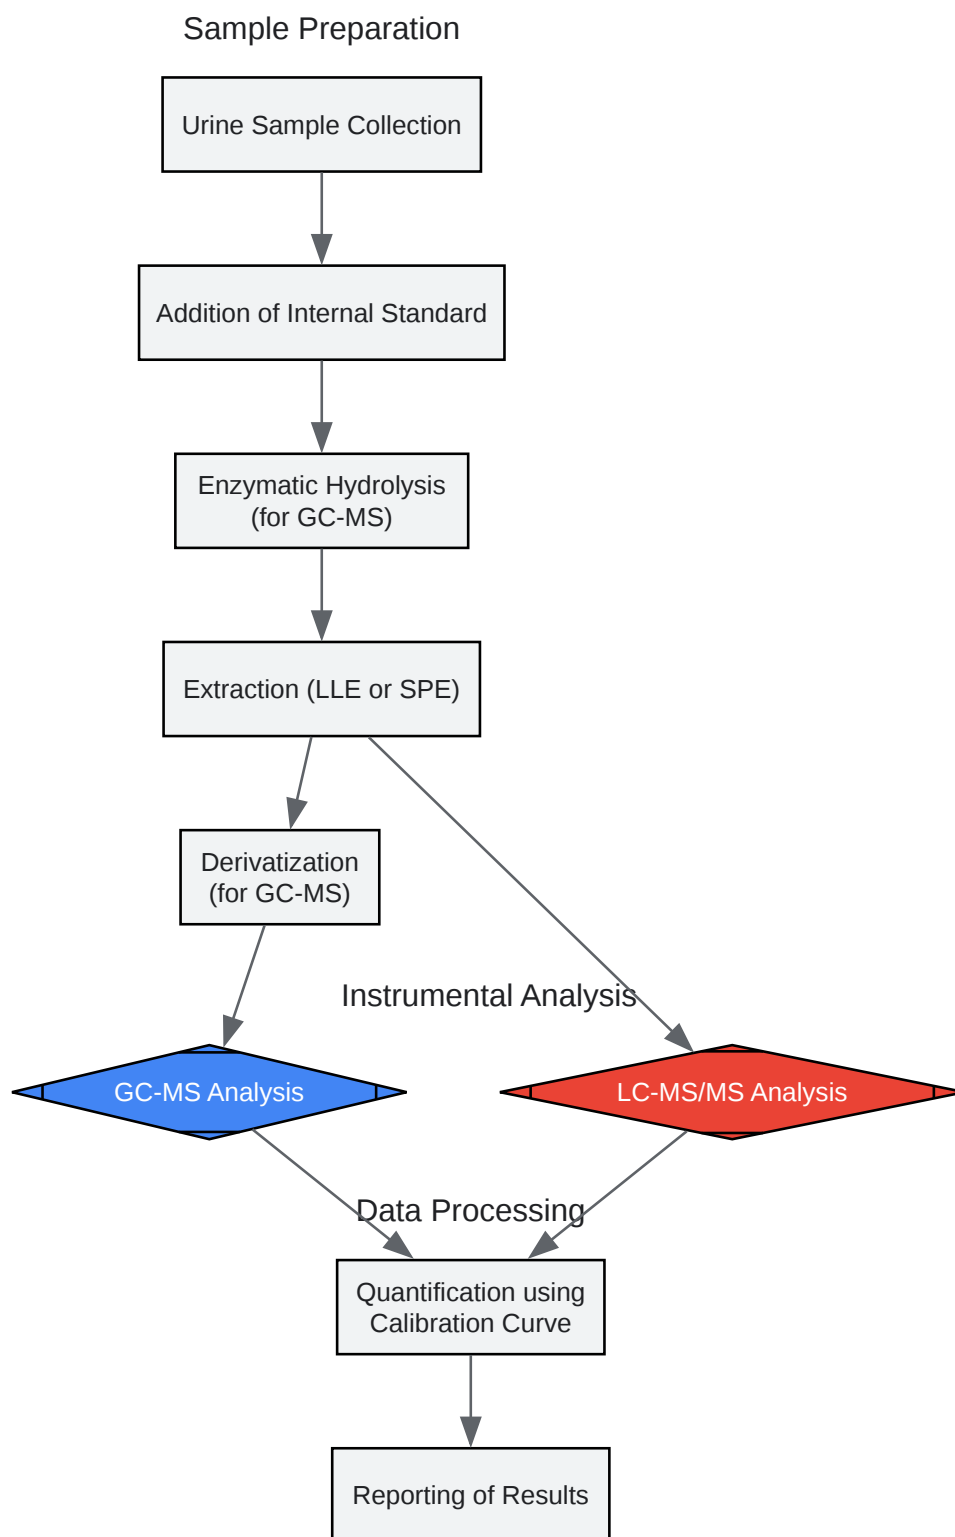 Sample Preparation
Urine Sample Collection
Addition of Internal Standard
Enzymatic Hydrolysis
(for GC-MS)
Extraction (LLE or SPE)
Derivatization
(for GC-MS)
Instrumental Analysis
GC-MS Analysis
LC-MS/MS Analysis
Data Processing
Quantification using
Calibration Curve
Reporting of Results